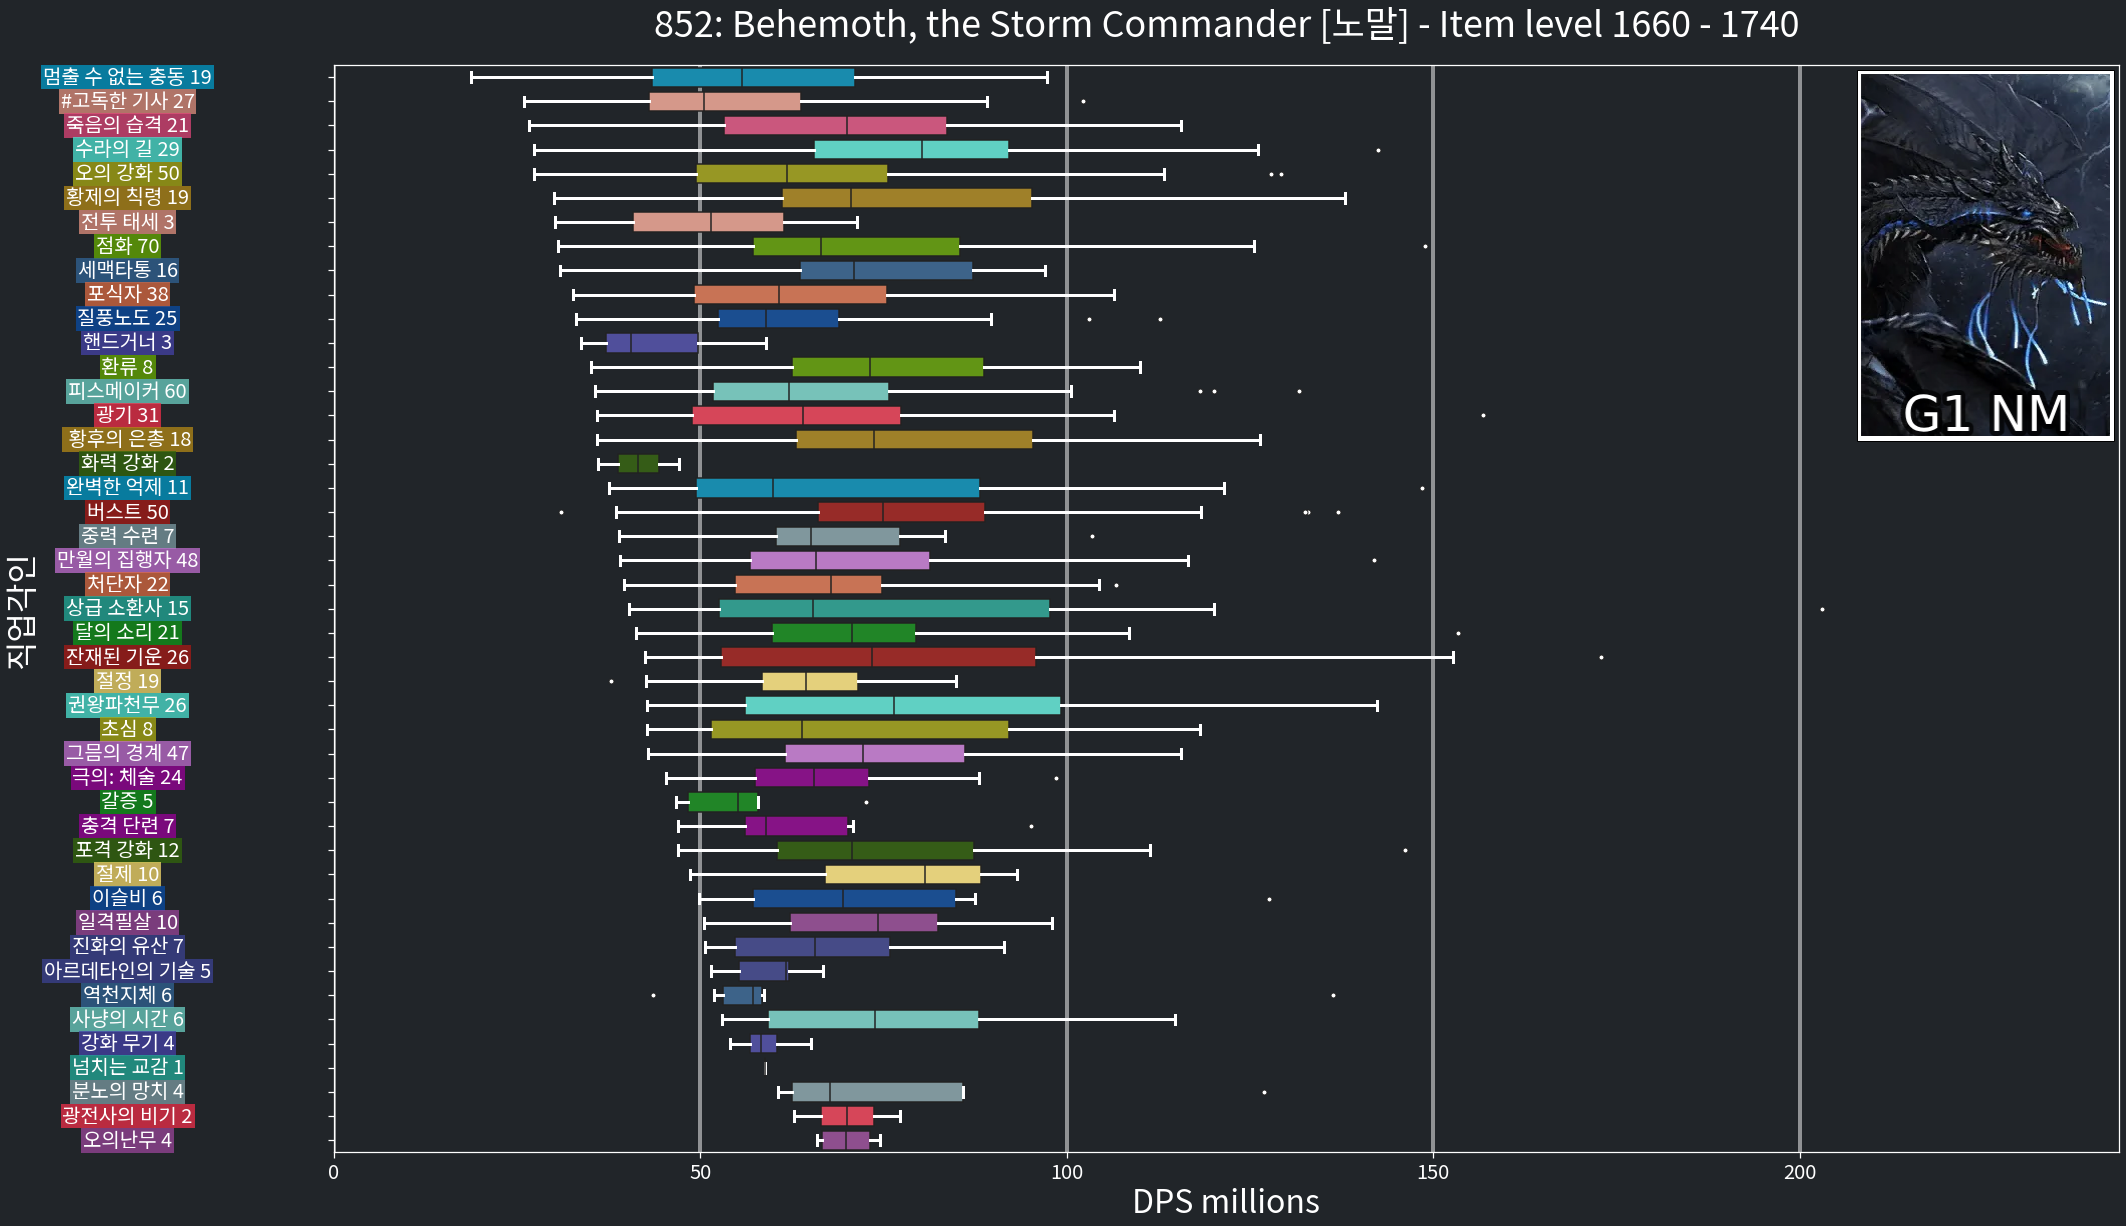 852: Behemoth, the Storm Commander [노말] - Item level 1660 - 1740
멈출 수 없는 충동 19
#고독한 기사 27
죽음의 습격 21
수라의 길 29
오의 강화 50
황제의 칙령 19
전투 태세 3
점화 70
세맥타통 16
포식자 38
질풍노도 25
핸드거너 3
환류 8
피스메이커 60
광기 31
황후의 은총 18
화력 강화 2
완벽한 억제 11
버스트 50
중력 수련 7
만월의 집행자 48
처단자 22
상급 소환사 15
달의 소리 21
잔재된 기운 26
절정 19
권왕파천무 26
초심 8
그믐의 경계 47
극의: 체술 24
갈증 5
충격 단련 7
포격 강화 12
절제 10
이슬비 6
일격필살 10
진화의 유산 7
아르데타인의 기술 5
역천지체 6
사냥의 시간 6
강화 무기 4
넘치는 교감 1
분노의 망치 4
광전사의 비기 2
오의난무 4
직업각인
G1 NM
0 50 100 150 200
DPS millions